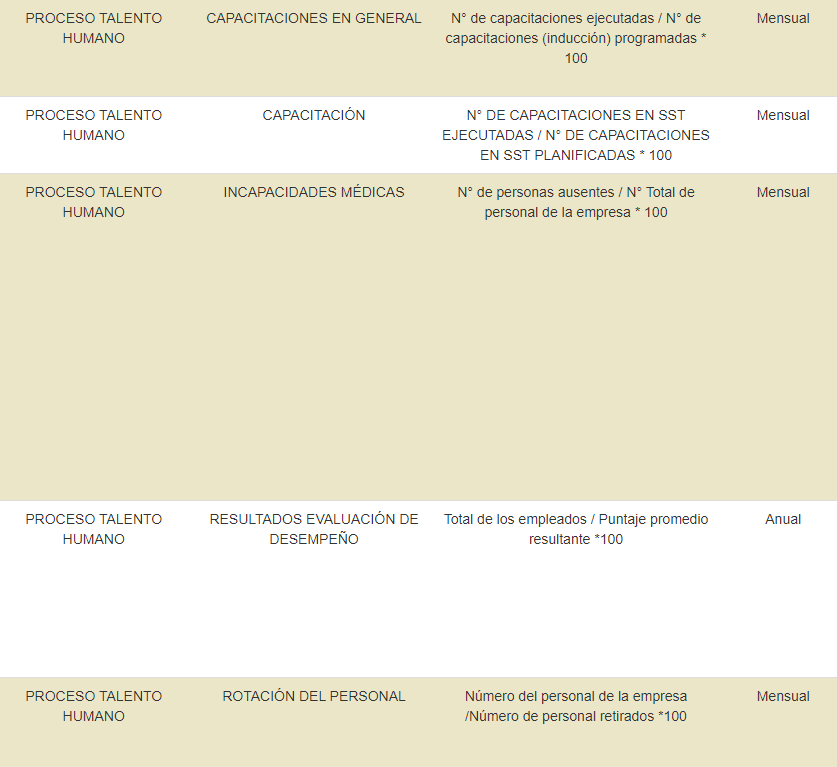 PROCESO TALENTO HUMANO
CAPACITACIONES EN GENERAL
N° de capacitaciones ejecutadas / N° de
capacitaciones (inducción) programadas *
100
Mensual
PROCESO TALENTO HUMANO
CAPACITACIÓN
N° DE CAPACITACIONES EN SST
EJECUTADAS / N° DE CAPACITACIONES
EN SST PLANIFICADAS * 100
Mensual
PROCESO TALENTO HUMANO
INCAPACIDADES MÉDICAS
N° de personas ausentes / N° Total de
personal de la empresa * 100
Mensual
PROCESO TALENTO HUMANO
RESULTADOS EVALUACIÓN DE
DESEMPEÑO
Total de los empleados / Puntaje promedio
resultante *100
Anual
PROCESO TALENTO HUMANO
ROTACIÓN DEL PERSONAL
Número del personal de la empresa
/Número de personal retirados *100
Mensual